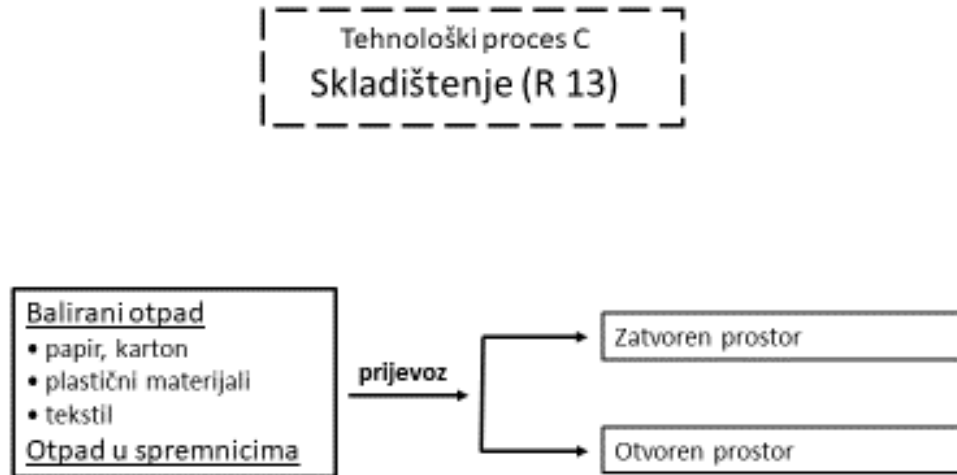 Tehnološki proces C
Skladištenje (R 13)
Balirani otpad
• papir, karton
• plastični materijali
• tekstil
Otpad u spremnicima
prijevoz
Zatvoren prostor
Otvoren prostor